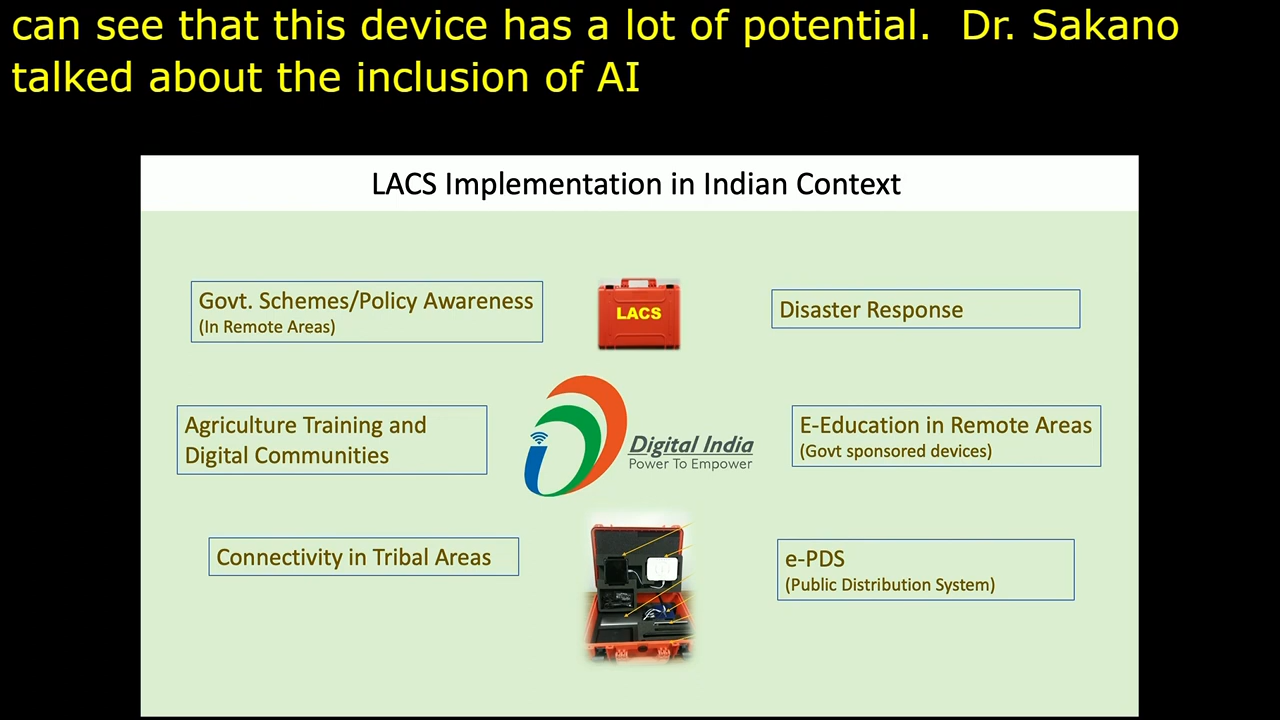 can see that this device has a lot of potential.  Dr. Sakano
talked about the inclusion of AI
LACS Implementation in Indian Context
Govt. Schemes/Policy Awareness
(In Remote Areas)
LACS
Disaster Response
Agriculture Training and
Digital Communities
Digital India
Power To Empower
E-Education in Remote Areas
(Govt sponsored devices)
Connectivity in Tribal Areas
e-PDS
(Public Distribution System)